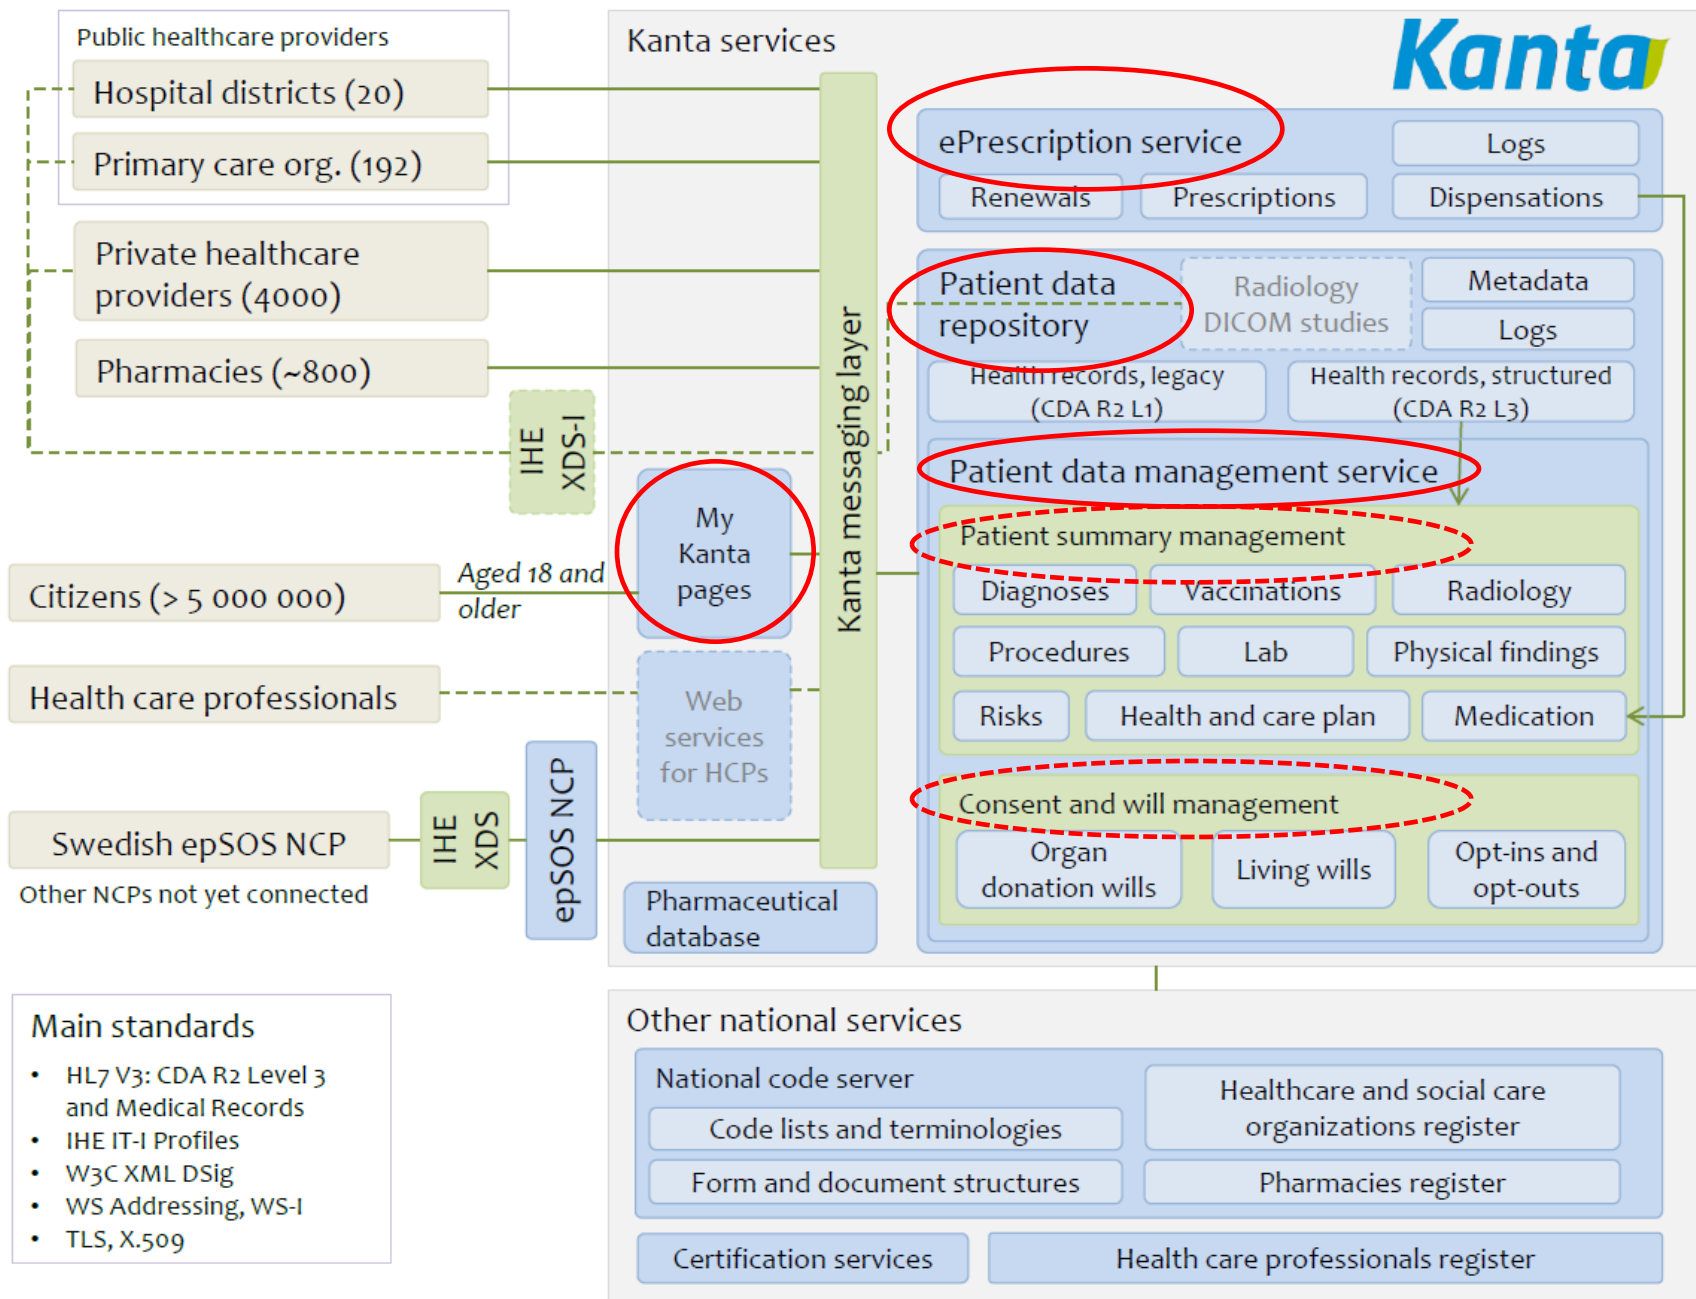 Public healthcare providers
Hospital districts (20)
Primary care org. (192)
Private healthcare
providers (4000)
Pharmacies (~800)
IHE
XDS-I
Citizens (> 5 000 000)
Aged 18 and
older
Health care professionals
Swedish epSOS NCP
Other NCPs not yet connected
IHE
XDS
epSOS NCP
Kanta services
Kanta
Kanta messaging layer
My
Kanta
pages
Web
services
for HCPs
Pharmaceutical
database
ePrescription service
Logs
Renewals
Prescriptions
Dispensations
Patient data
repository
Radiology
DICOM studies
Metadata
Logs
Health records, legacy
(CDA R2 L1)
Health records, structured
(CDA R2 L3)
Patient data management service
Patient summary management
Diagnoses
Vaccinations
Radiology
Procedures
Lab
Physical findings
Risks
Health and care plan
Medication
Consent and will management
Organ
donation wills
Living wills
Opt-ins and
opt-outs
Main standards
• HL7 V3: CDA R2 Level 3
and Medical Records
• IHE IT-I Profiles
• W3C XML DSig
• WS Addressing, WS-I
• TLS, X.509
Other national services
National code server
Code lists and terminologies
Form and document structures
Healthcare and social care
organizations register
Pharmacies register
Certification services
Health care professionals register